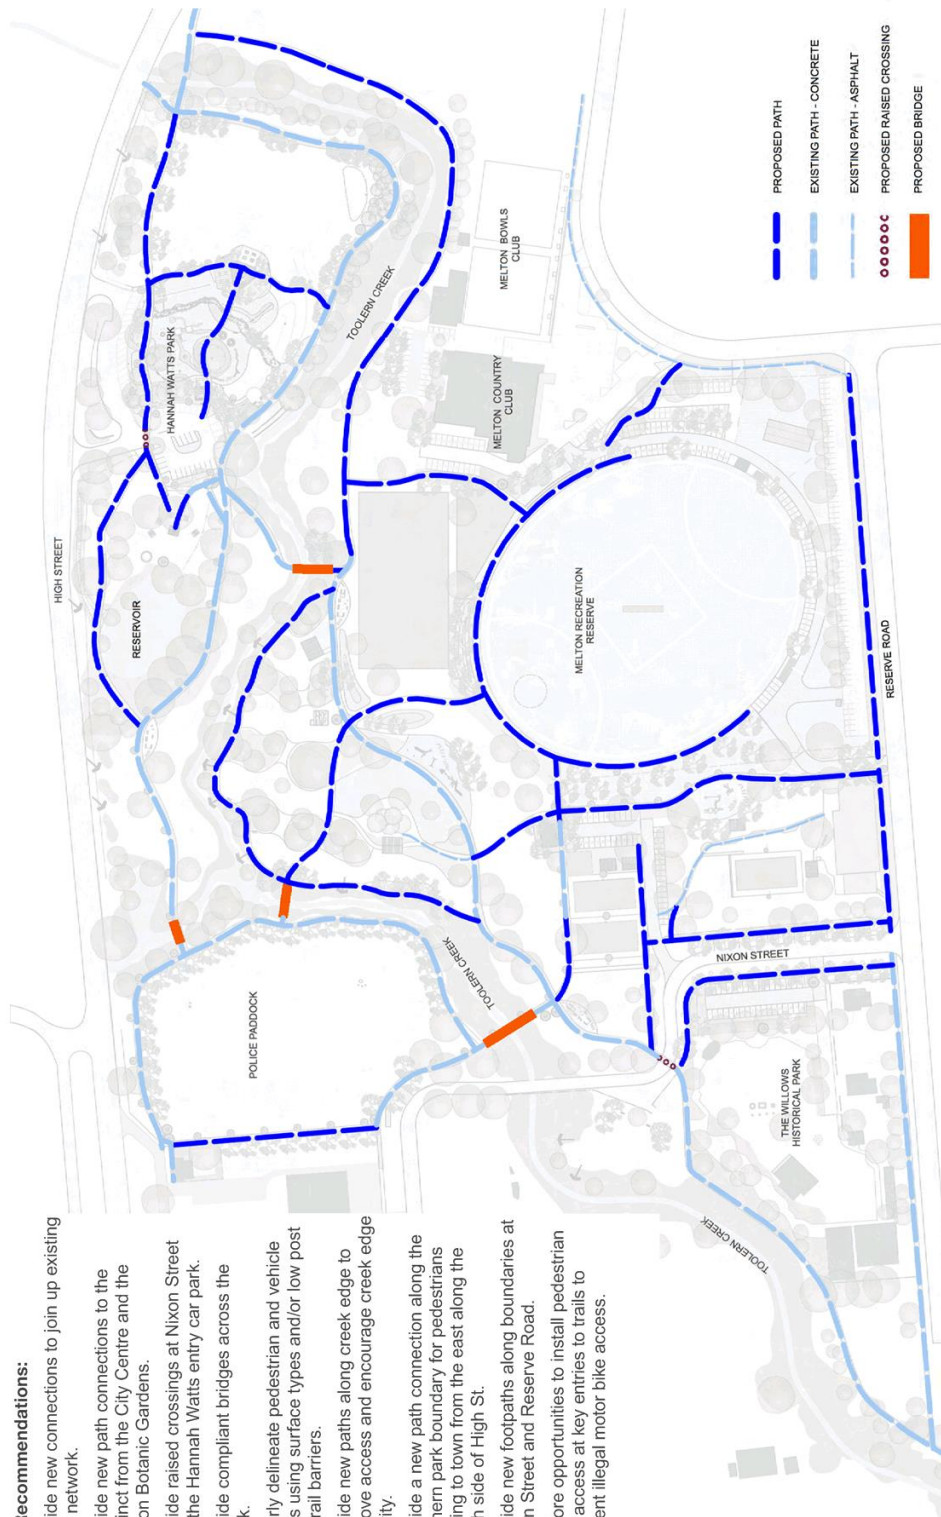 ecommendations:
ide new connections to join up existing
network.
ide new path connections to the
inct from the City Centre and the
on Botanic Gardens.
ide raised crossings at Nixon Street
the Hannah Watts entry car park.
ide compliant bridges across the
k.
rly delineate pedestrian and vehicle
s using surface types and/or low post
rail barriers.
ide new paths along creek edge to
ove access and encourage creek edge
ity.
ide a new path connection along the
hern park boundary for pedestrians
ing to town from the east along the
h side of High St.
ide new footpaths along boundaries at
n Street and Reserve Road.
ore opportunities to install pedestrian
access at key entries to trails to
ent illegal motor bike access.
HIGH STREET
RESERVOIR
HANNAH WATTS PARK
TOOLERN CREEK
MELTON BOWLS
CLUB
MELTON COUNTRY
CLUB
MELTON RECREATION
RESERVE
RESERVE ROAD
POLICE PADDOCK
TOOLERN CREEK
NIXON STREET
THE WILLOWS
HISTORICAL PARK
TOOLERN CREEK
PROPOSED PATH
EXISTING PATH - CONCRETE
EXISTING PATH - ASPHALT
PROPOSED RAISED CROSSING
PROPOSED BRIDGE